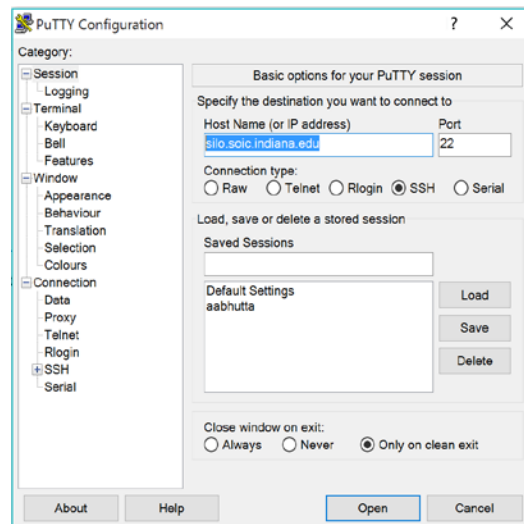 PuTTY Configuration
Category:
Session
Logging
Terminal
Keyboard
Bell
Features
Window
Appearance
Behaviour
Translation
Selection
Colours
Connection
Data
Proxy
Telnet
Rlogin
SSH
Serial
Basic options for your PuTTY session
Specify the destination you want to connect to
Host Name (or IP address) Port
silo.soic.indiana.edu 22
Connection type:
Raw Telnet Rlogin SSH Serial
Load, save or delete a stored session
Saved Sessions
Default Settings
aabhutta
Load
Save
Delete
Close window on exit:
Always Never Only on clean exit
About Help Open Cancel